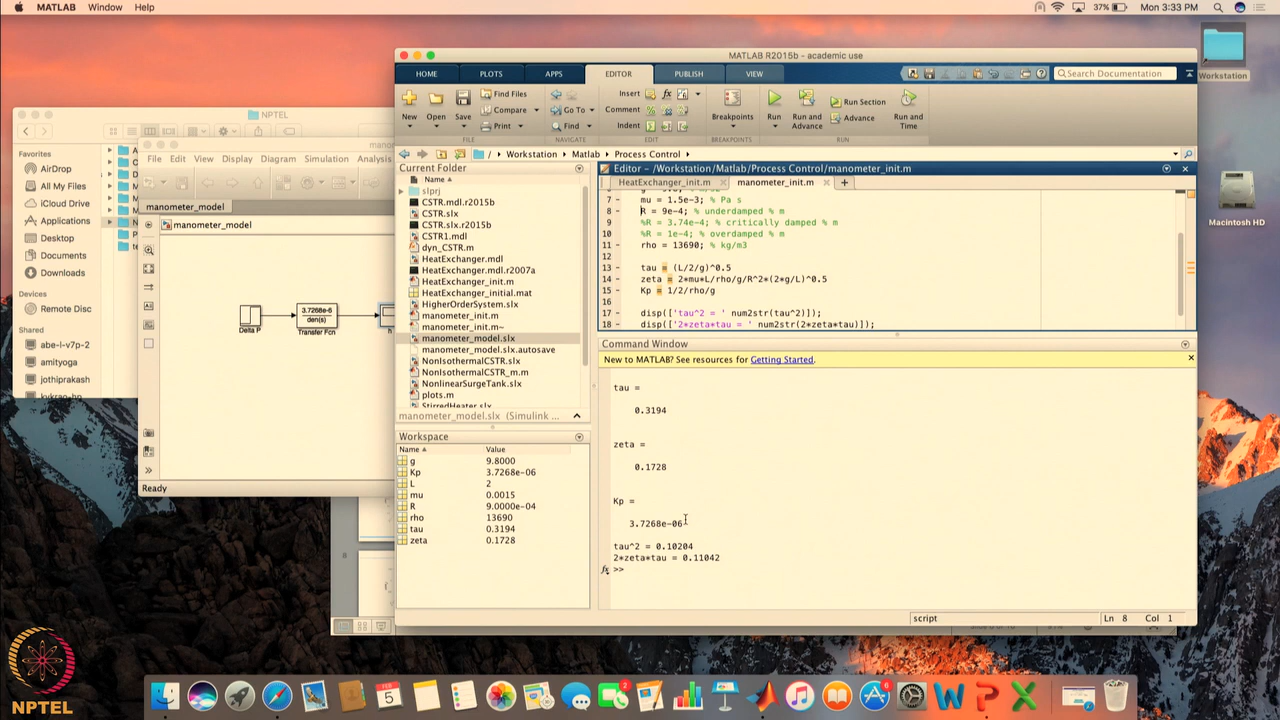 MATLAB Window Help
37% Mon 3:33 PM
MATLAB R2015b - academic use
HOME PLOTS APPS EDITOR PUBLISH VIEW
Search Documentation
Workstation
New Open Save
Find Files
Compare
Print
Go To
Find
Insert
Comment
Indent
Breakpoints
Run
Run and Advance
Run Section
Advance
Run and Time
FILE NAVIGATE EDIT BREAKPOINTS RUN
/ Workstation Matlab Process Control
NPTEL
Favorites
AirDrop
All My Files
iCloud Drive
Applications
Desktop
Documents
Downloads
Devices
Remote Disc
Shared
abe-l-v7p-2
amityoga
jothiprakash
File Edit View Display Diagram Simulation Analysis
manometer_model
manometer_model
Delta P
3.7268e-6
den(s)
Transfer Fcn
h
Ready
Current Folder
Name
slprj
CSTR.mdl.r2015b
CSTR.slx
CSTR.slx.r2015b
CSTR1.mdl
dyn_CSTR.m
HeatExchanger.mdl
HeatExchanger.mdl.r2007a
HeatExchanger_init.m
HeatExchanger_initial.mat
HigherOrderSystem.slx
manometer_init.m
manometer_init.m~
manometer_model.slx
manometer_model.slx.autosave
NonIsothermalCSTR.slx
NonIsothermalCSTR_m.m
NonlinearSurgeTank.slx
plots.m
StirredHeater.slx
manometer_model.slx (Simulink ...
Workspace
Name Value
g 9.8000
Kp 3.7268e-06
L 2
mu 0.0015
R 9.0000e-04
rho 13690
tau 0.3194
zeta 0.1728
Editor - /Workstation/Matlab/Process Control/manometer_init.m
HeatExchanger_init.m manometer_init.m
7 - mu = 1.5e-3; % Pa s
8 - R = 9e-4; % underdamped % m
9 %R = 3.74e-4; % critically damped % m
10 %R = 1e-4; % overdamped % m
11 - rho = 13690; % kg/m3
12
13 - tau = (L/2/g)^0.5
14 - zeta = 2*mu*L/rho/g/R^2*(2*g/L)^0.5
15 - Kp = 1/2/rho/g
16
17 - disp(['tau^2 = ' num2str(tau^2)]);
18 - disp(['2*zeta*tau = ' num2str(2*zeta*tau)]);
Command Window
New to MATLAB? See resources for Getting Started.
tau =
0.3194
zeta =
0.1728
Kp =
3.7268e-06
tau^2 = 0.10204
2*zeta*tau = 0.11042
fx >>
script Ln 8 Col 1
Macintosh HD
8
NPTEL